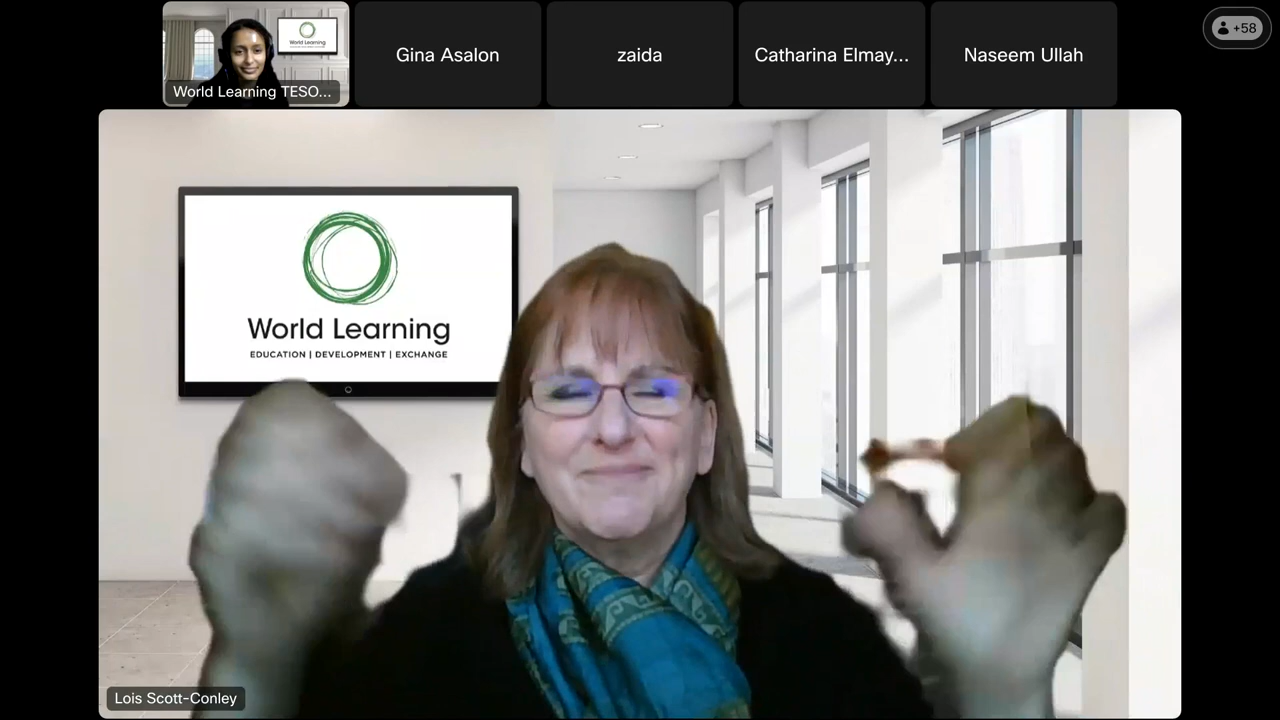 World Learning TESO...
Gina Asalon
zaida
Catharina Elmay...
Naseem Ullah
+58
World Learning
EDUCATION | DEVELOPMENT | EXCHANGE
Lois Scott-Conley